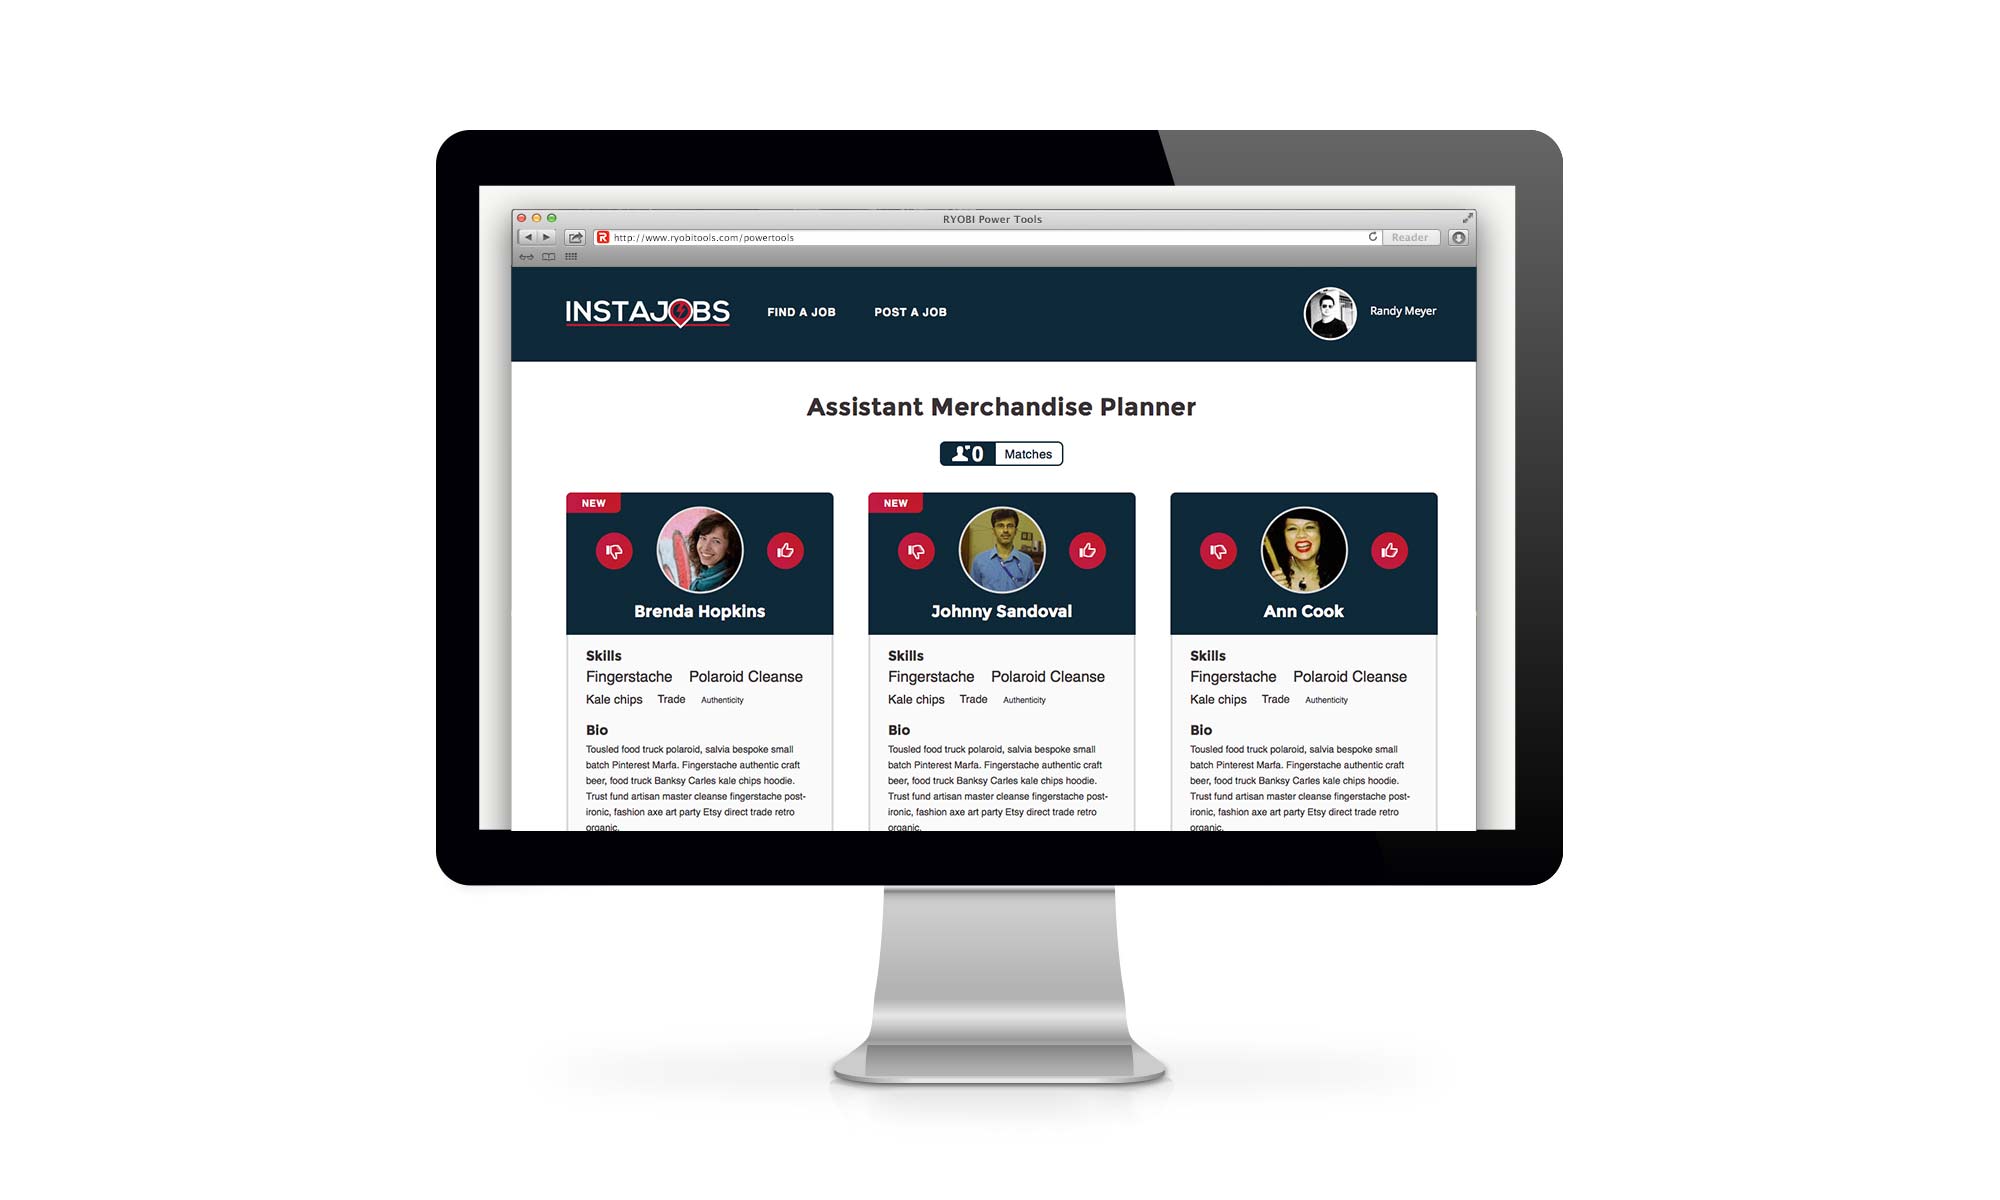 RYOBI Power Tools
http://www.ryobitools.com/powertools
Reader
INSTAJOBS
FIND A JOB
POST A JOB
Randy Meyer
Assistant Merchandise Planner
0 Matches
NEW
Brenda Hopkins
Skills
Fingerstache Polaroid Cleanse
Kale chips Trade Authenticity
Bio
Tousled food truck polaroid, salvia bespoke small
batch Pinterest Marfa. Fingerstache authentic craft
beer, food truck Banksy Carles kale chips hoodie.
Trust fund artisan master cleanse fingerstache post-
ironic, fashion axe art party Etsy direct trade retro
organic.
NEW
Johnny Sandoval
Skills
Fingerstache Polaroid Cleanse
Kale chips Trade Authenticity
Bio
Tousled food truck polaroid, salvia bespoke small
batch Pinterest Marfa. Fingerstache authentic craft
beer, food truck Banksy Carles kale chips hoodie.
Trust fund artisan master cleanse fingerstache post-
ironic, fashion axe art party Etsy direct trade retro
organic.
Ann Cook
Skills
Fingerstache Polaroid Cleanse
Kale chips Trade Authenticity
Bio
Tousled food truck polaroid, salvia bespoke small
batch Pinterest Marfa. Fingerstache authentic craft
beer, food truck Banksy Carles kale chips hoodie.
Trust fund artisan master cleanse fingerstache post-
ironic, fashion axe art party Etsy direct trade retro
organic.